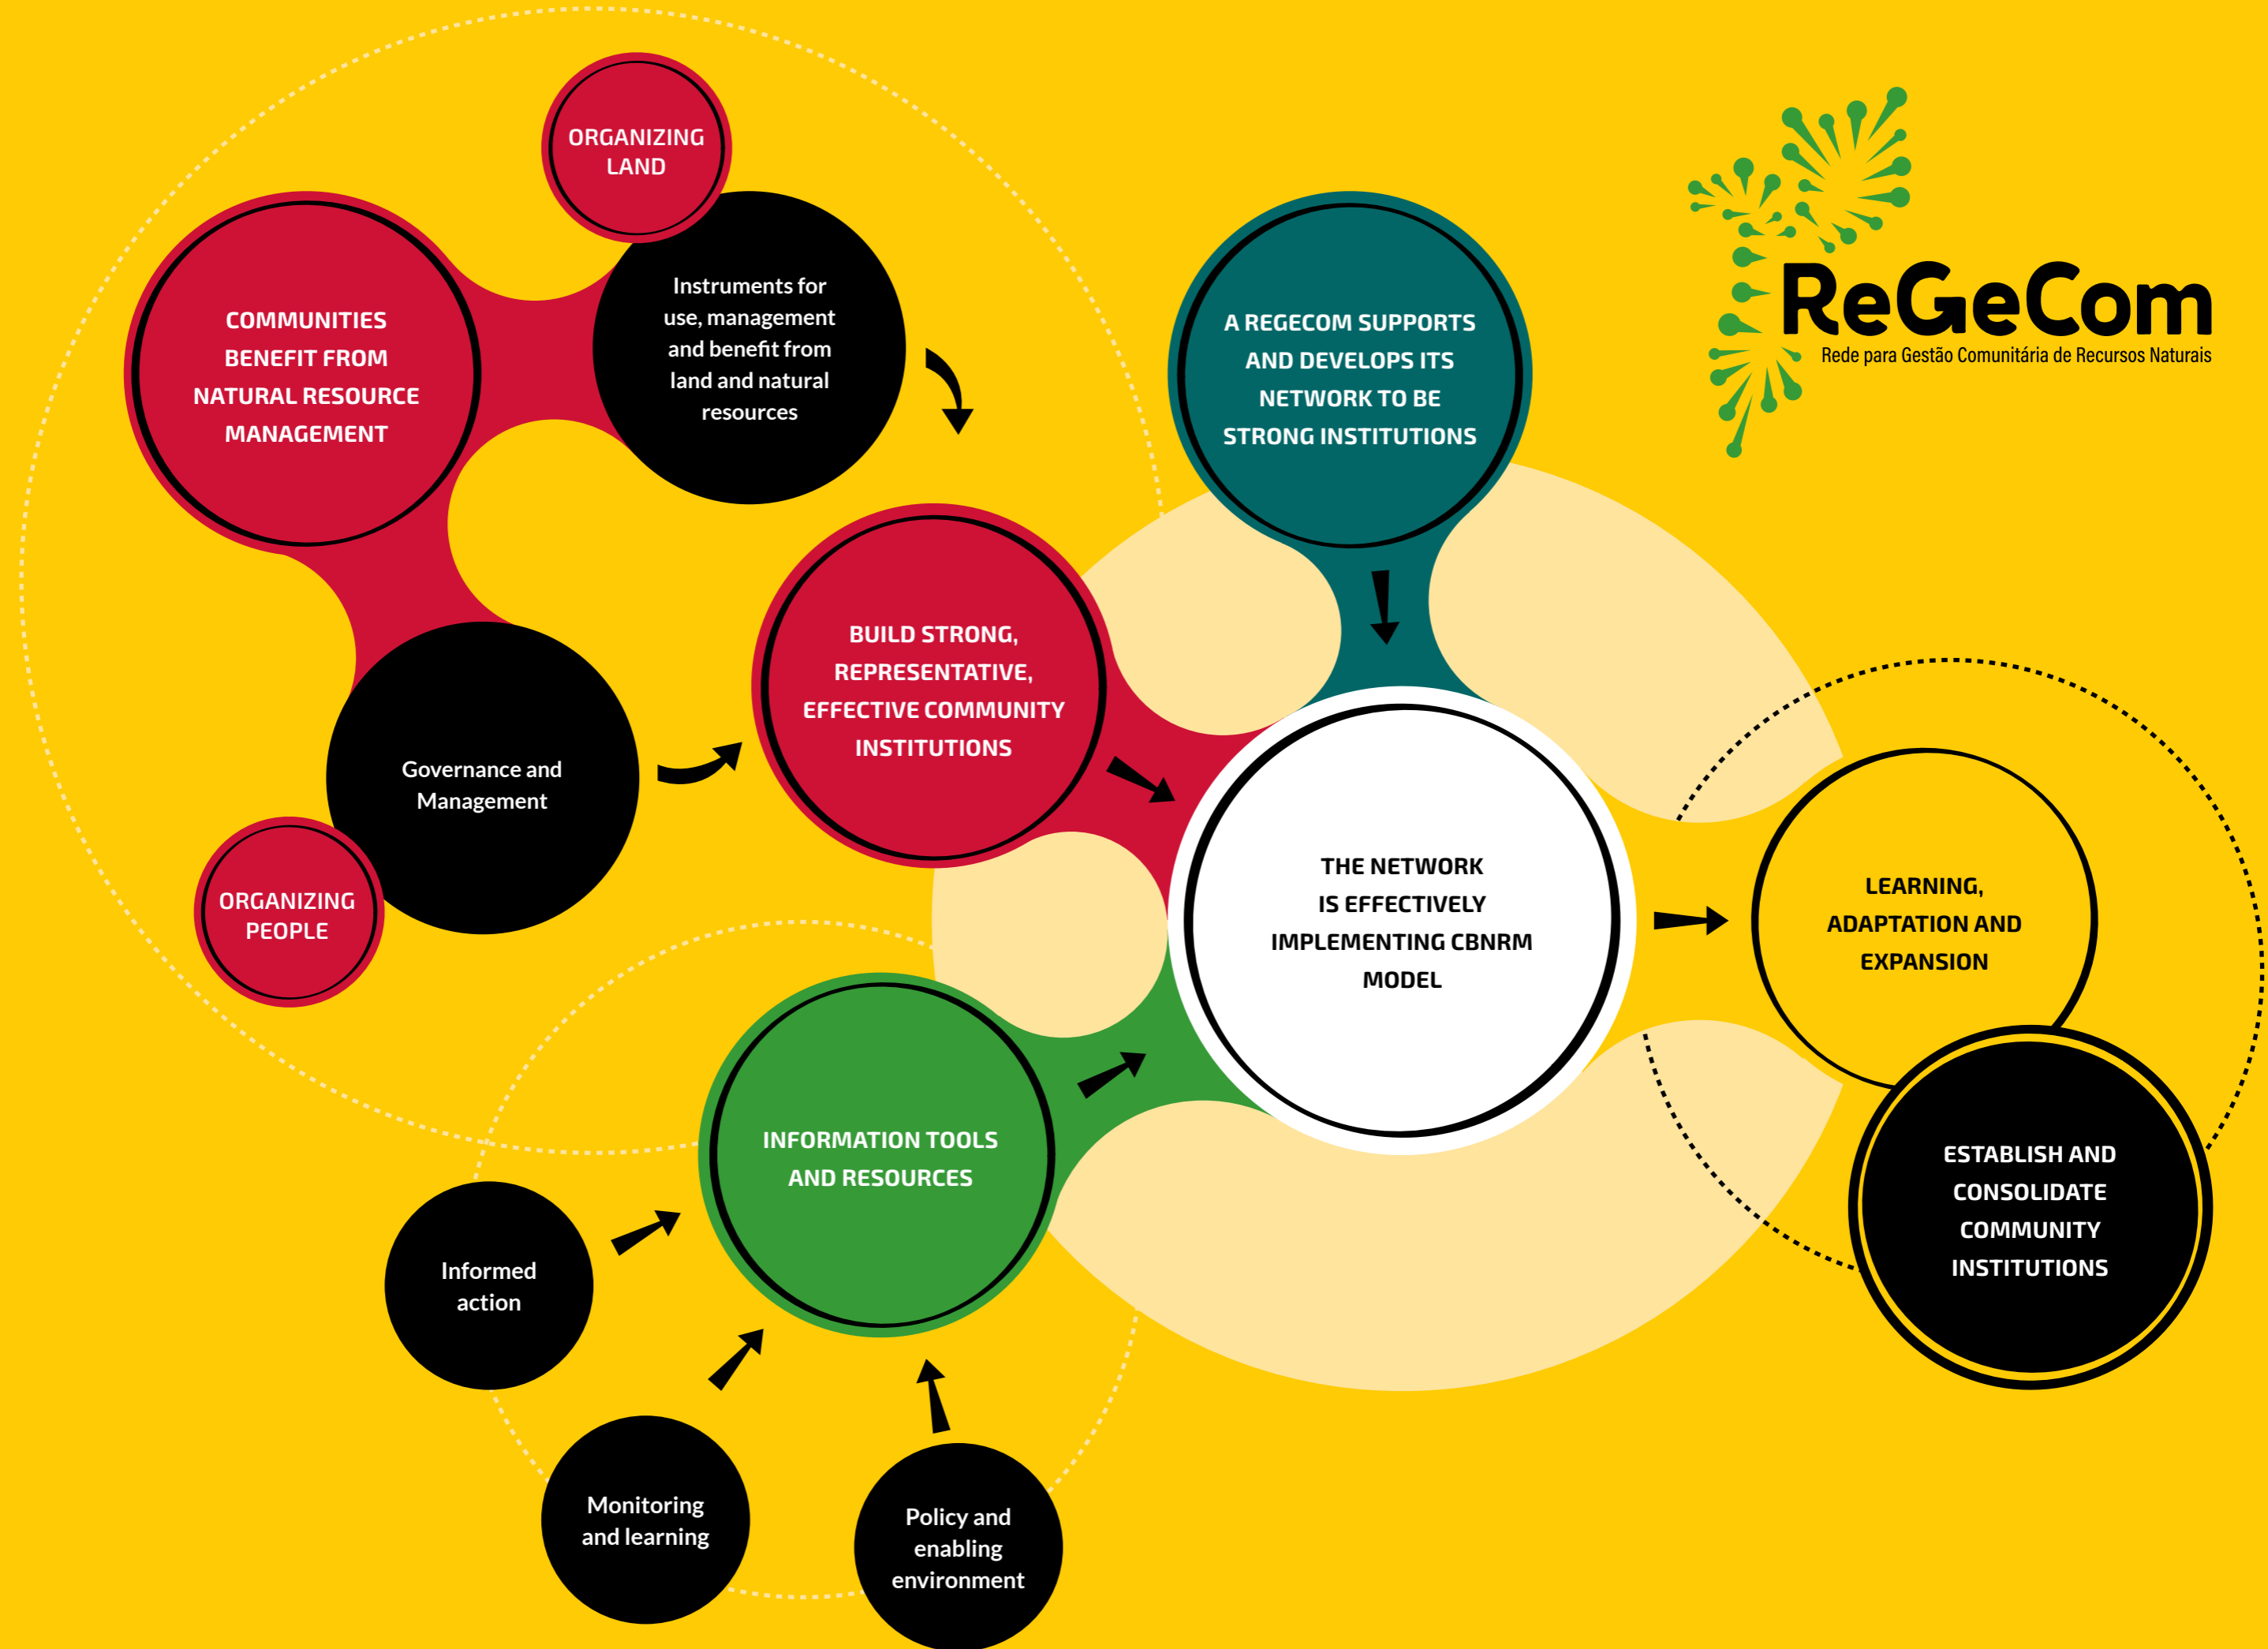 ORGANIZING
LAND
COMMUNITIES
BENEFIT FROM
NATURAL RESOURCE
MANAGEMENT
Instruments for
use, management
and benefit from
land and natural
resources
A REGECOM SUPPORTS
AND DEVELOPS ITS
NETWORK TO BE
STRONG INSTITUTIONS
ReGeCom
Rede para Gestão Comunitária de Recursos Naturais
BUILD STRONG,
REPRESENTATIVE,
EFFECTIVE COMMUNITY
INSTITUTIONS
Governance and
Management
ORGANIZING
PEOPLE
THE NETWORK
IS EFFECTIVELY
IMPLEMENTING CBNRM
MODEL
LEARNING,
ADAPTATION AND
EXPANSION
INFORMATION TOOLS
AND RESOURCES
ESTABLISH AND
CONSOLIDATE
COMMUNITY
INSTITUTIONS
Informed
action
Monitoring
and learning
Policy and
enabling
environment